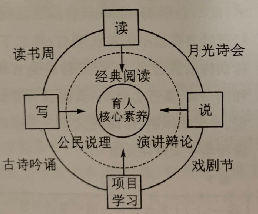 读
读书周
月光诗会
经典阅读
写
育人
核心素养
说
公民说理
演讲辩论
古诗吟诵
戏剧节
项目
学习